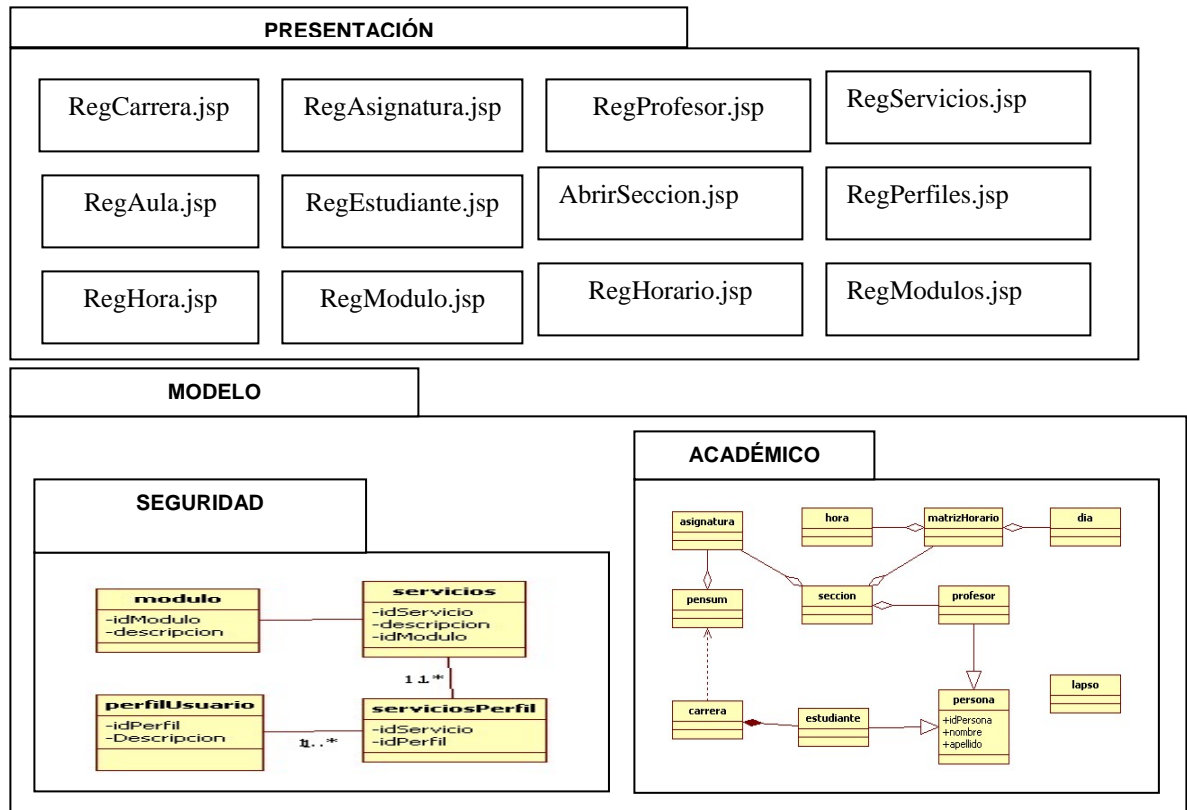 PRESENTACIÓN
RegCarrera.jsp
RegAsignatura.jsp
RegProfesor.jsp
RegServicios.jsp
RegAula.jsp
RegEstudiante.jsp
AbrirSeccion.jsp
RegPerfiles.jsp
RegHora.jsp
RegModulo.jsp
RegHorario.jsp
RegModulos.jsp
MODELO
SEGURIDAD
modulo
-idModulo
-descripcion
servicios
-idServicio
-descripcion
-idModulo
1..*
perfilUsuario
-idPerfil
-Descripcion
1..*
serviciosPerfil
-idServicio
-idPerfil
ACADÉMICO
asignatura
hora
matrizHorario
dia
pensum
seccion
profesor
carrera
estudiante
persona
+idPersona
+nombre
+apellido
lapso